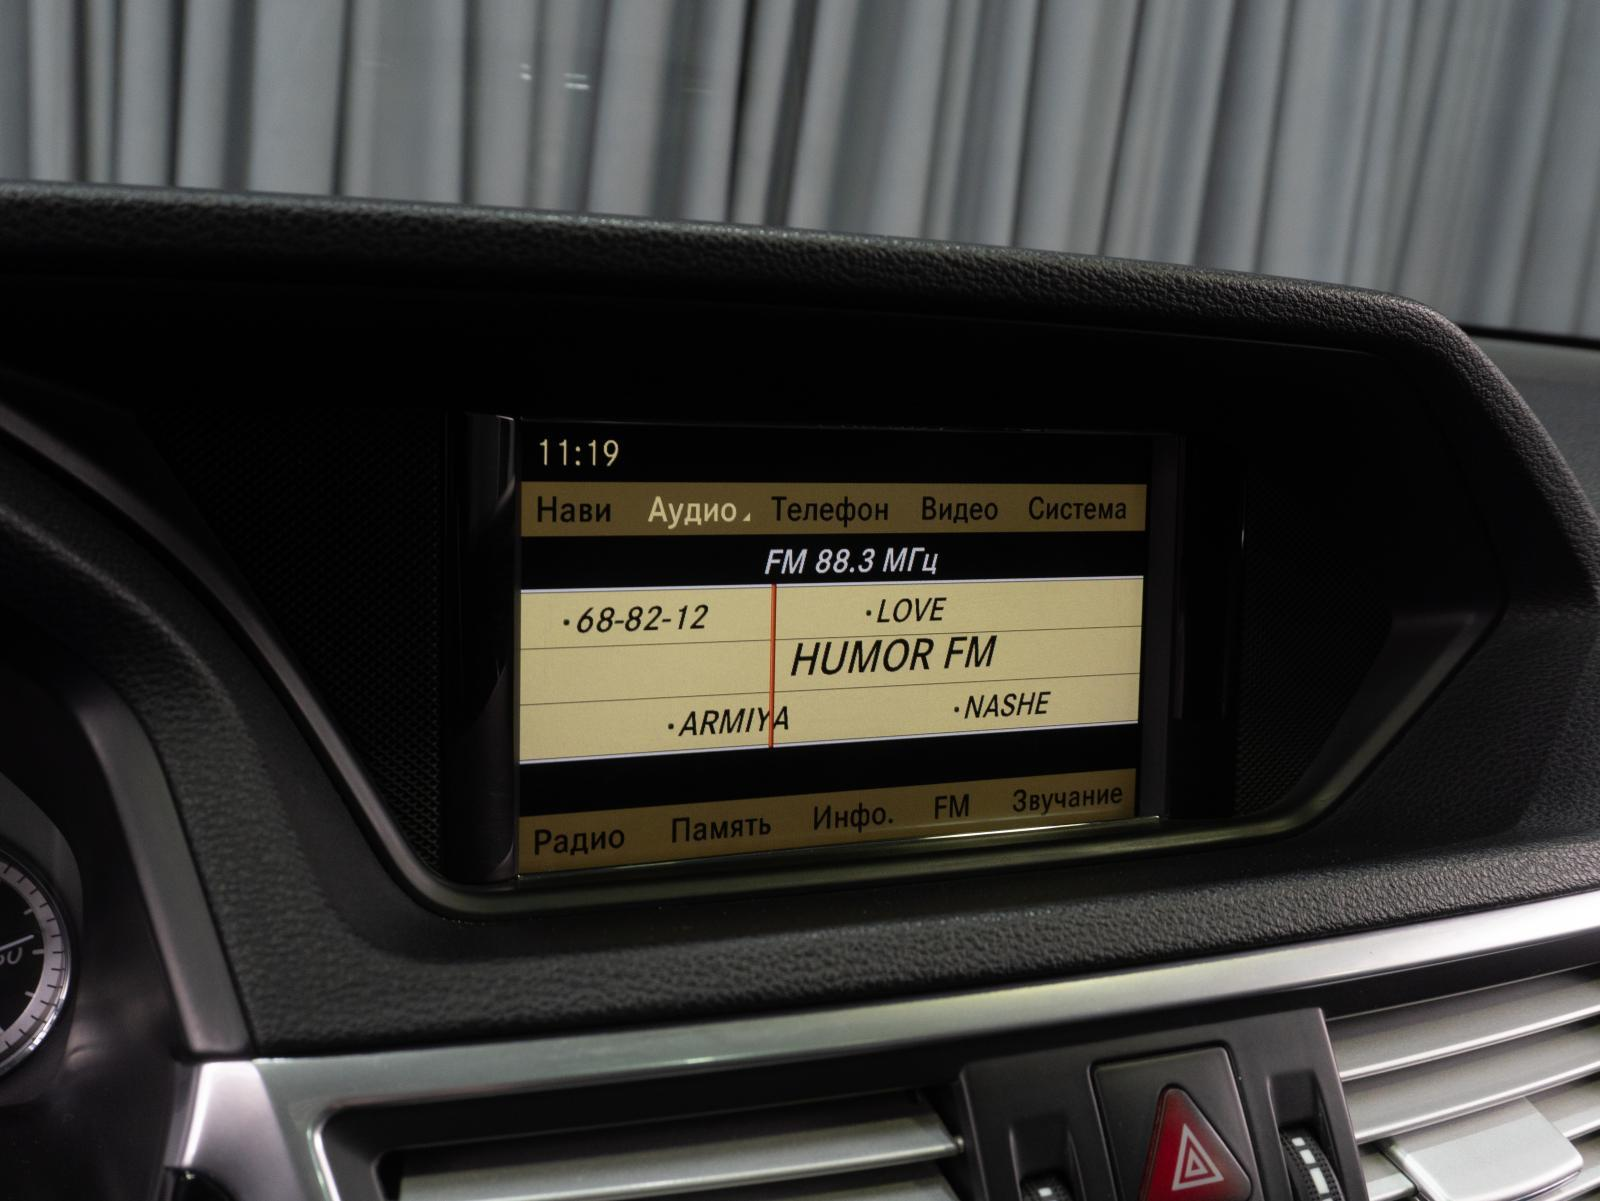 11:19
Нави Аудио Телефон Видео Система
FM 88.3 МГц
·68-82-12 ·LOVE
HUMOR FM
·ARMIYA ·NASHE
Радио Память Инфо. FM Звучание